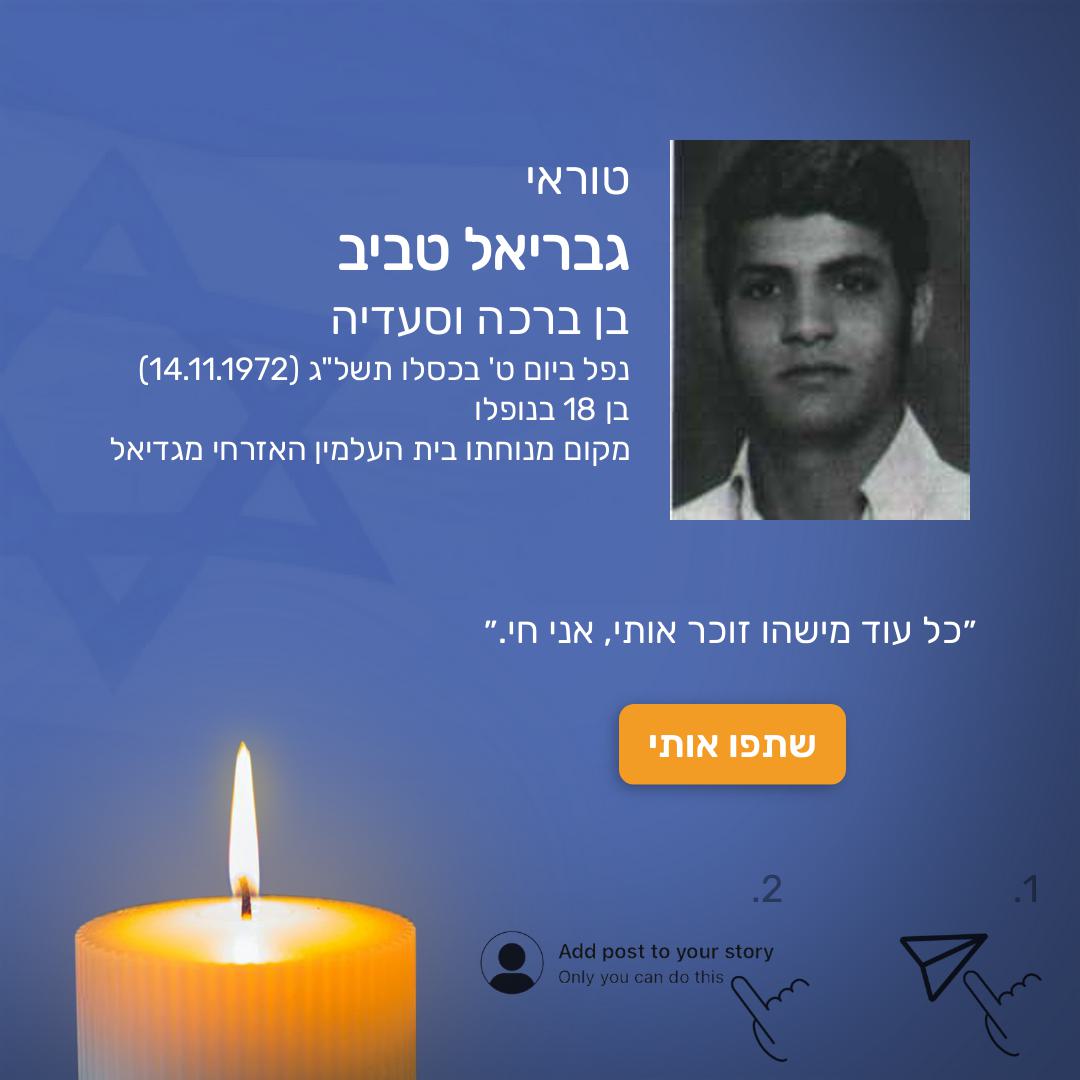 טוראי
גבריאל טביב
בן ברכה וסעדיה
נפל ביום ט' בכסלו תשל"ג (14.11.1972)
בן 18 בנופלו
מקום מנוחתו בית העלמין האזרחי מגדיאל
"כל עוד מישהו זוכר אותי, אני חי."
שתפו אותי
1.
2.
Add post to your story
Only you can do this